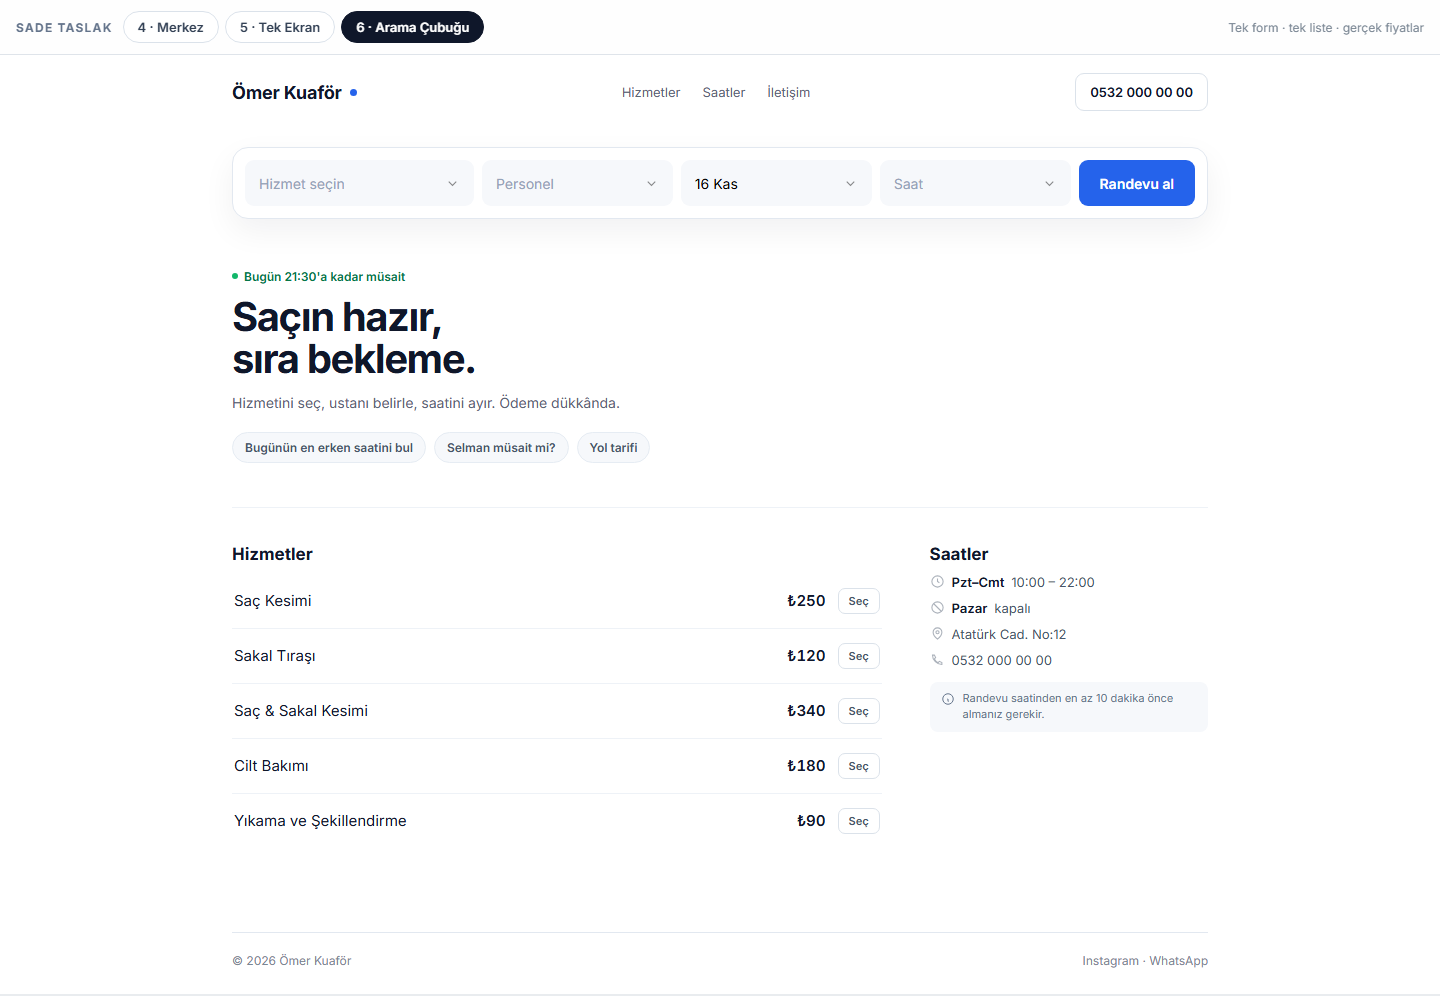 SADE TASLAK
4 · Merkez
5 · Tek Ekran
6 · Arama Çubuğu
Tek form · tek liste · gerçek fiyatlar
Ömer Kuaför
Hizmetler
Saatler
İletişim
0532 000 00 00
Hizmet seçin
Personel
16 Kas
Saat
Randevu al
Bugün 21:30'a kadar müsait
Saçın hazır,
sıra bekleme.
Hizmetini seç, ustanı belirle, saatini ayır. Ödeme dükkânda.
Bugünün en erken saatini bul
Selman müsait mi?
Yol tarifi
Hizmetler
Saç Kesimi ₺250 Seç
Sakal Tıraşı ₺120 Seç
Saç & Sakal Kesimi ₺340 Seç
Cilt Bakımı ₺180 Seç
Yıkama ve Şekillendirme ₺90 Seç
Saatler
Pzt–Cmt 10:00 – 22:00
Pazar kapalı
Atatürk Cad. No:12
0532 000 00 00
Randevu saatinden en az 10 dakika önce
almanız gerekir.
© 2026 Ömer Kuaför
Instagram · WhatsApp